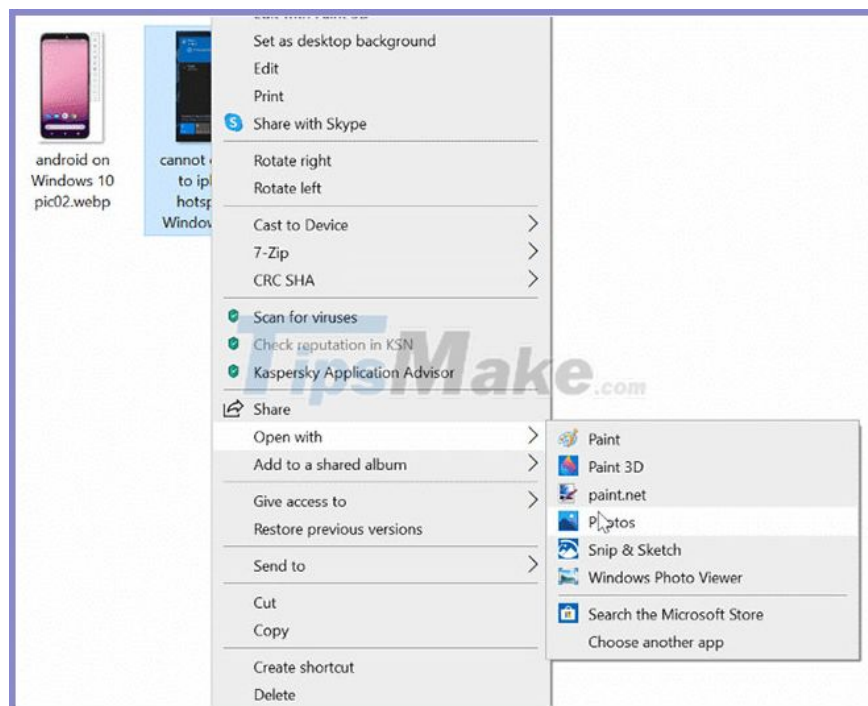 android on
Windows 10
pic02.webp
cannot
to
Edit with Paint 3D
Set as desktop background
Edit
Print
Share with Skype
Rotate right
Rotate left
Cast to Device
7-Zip
CRC SHA
Scan for viruses
Check reputation in KSN
Kaspersky Application Advisor
Share
Open with
Add to a shared album
Give access to
Restore previous versions
Send to
Cut
Copy
Create shortcut
Delete
Paint
Paint 3D
paint.net
Photos
Snip & Sketch
Windows Photo Viewer
Search the Microsoft Store
Choose another app
TipsMake.com